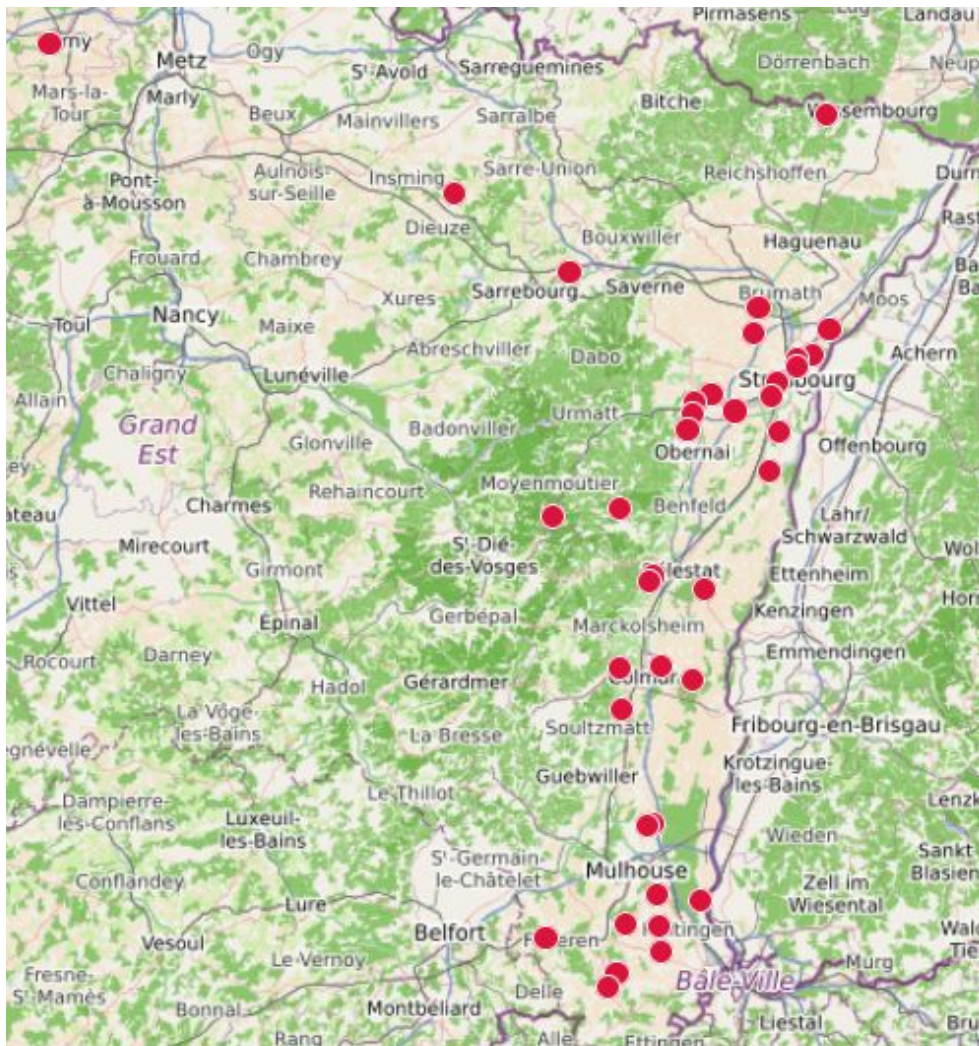 Pirmasens
Landau
Metz
Ogy
Sᵗ-Avold
Sarreguemines
Dörrenbach
Neup
Mars-la-
Tour
Marly
Beux
Mainvillers
Sarralbe
Bitche
Aulnois-
sur-Seille
Insming
Sarre-Union
Reichshoffen
Pont-
à-Mousson
Dieuze
Bouxwiller
Haguenau
Frouard
Chambrey
Xures
Sarrebourg
Saverne
Brumath
Moos
Toul
Nancy
Maixe
Abreschviller
Dabo
Achern
Chaligny
Lunéville
Allain
Grand
Est
Glonville
Badonviller
Urmatt
Obernai
Offenbourg
Rehaincourt
Moyenmoutier
Charmes
Benfeld
Lahr/
Schwarzwald
Mirecourt
Girmont
Sᵗ-Dié-
des-Vosges
Ettenheim
Vittel
Épinal
Gerbépal
Marckolsheim
Kenzingen
Rocourt
Darney
Hadol
Gérardmer
Emmendingen
La Vôge-
les-Bains
La Bresse
Soultzmatt
Fribourg-en-Brisgau
egnévelle
Guebwiller
Krotzingue-
les-Bains
Dampierre-
lès-Conflans
Luxeuil-
les-Bains
Le Thillot
Wieden
Lenzk
Sankt
Blasien
Conflandey
Sᵗ-Germain-
le-Châtelet
Mulhouse
Zell im
Wiesental
Vesoul
Lure
Belfort
Le Vernoy
Fresne-
Sᵗ-Mamès
Bonnal
Montbéliard
Delle
Bâle-Ville
Murg
Rang
Alle
Ettingen
Liestal